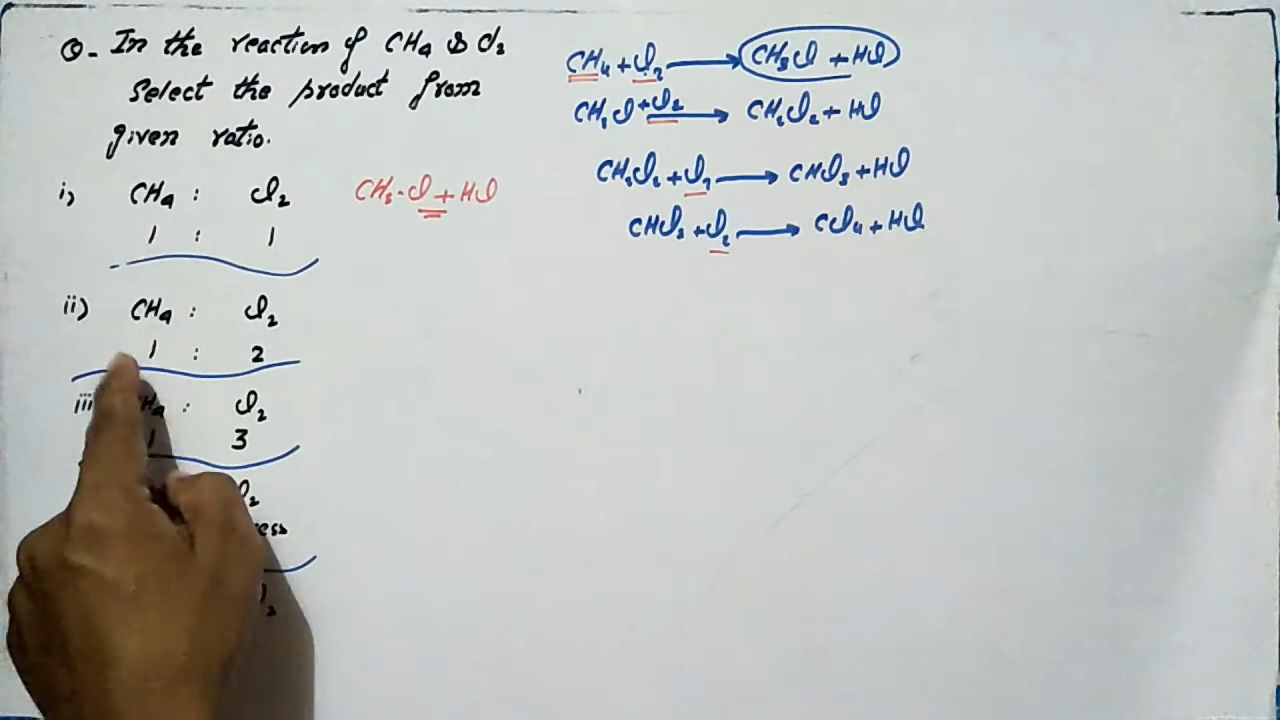 Q. In the reaction of CH4 & Cl2
Select the product from
given ratio.
i) CH4 : Cl2 CH3-Cl + HCl
1 : 1
ii) CH4 : Cl2
1 : 2
iii : Cl2
1 3
CH4 + Cl2 → CH3Cl + HCl
CH3Cl + Cl2 → CH2Cl2 + HCl
CH2Cl2 + Cl2 → CHCl3 + HCl
CHCl3 + Cl2 → CCl4 + HCl